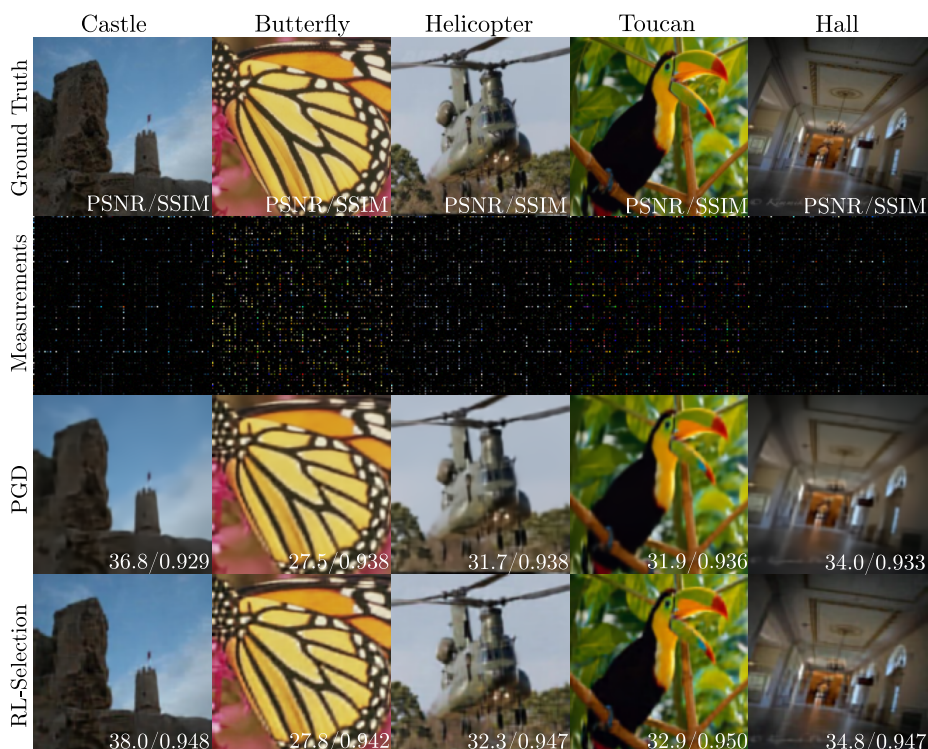 Castle Butterfly Helicopter Toucan Hall
Ground Truth
PSNR/SSIM PSNR/SSIM PSNR/SSIM PSNR/SSIM PSNR/SSIM
Measurements
PGD
36.8/0.929 27.5/0.938 31.7/0.938 31.9/0.936 34.0/0.933
RL-Selection
38.0/0.948 27.8/0.942 32.3/0.947 32.9/0.950 34.8/0.947